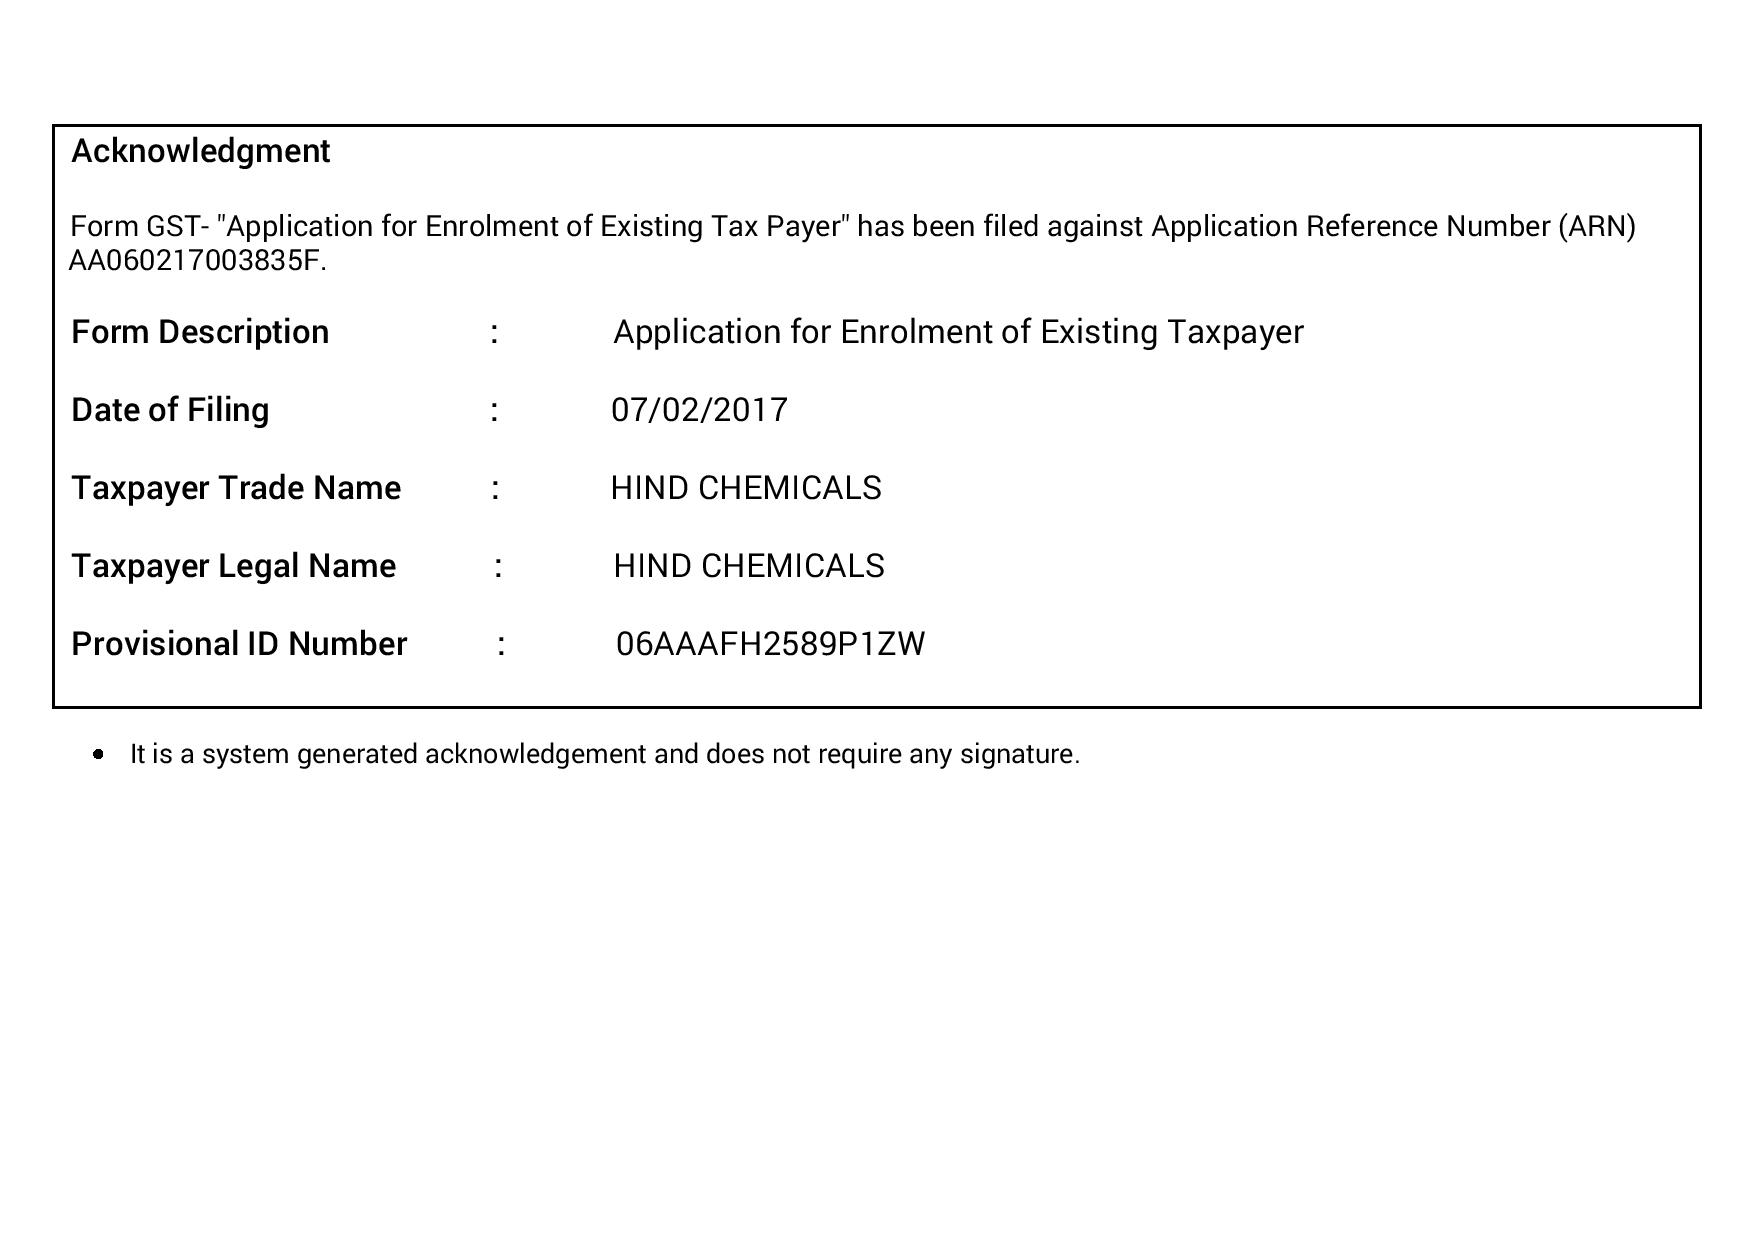 Acknowledgment
Form GST- "Application for Enrolment of Existing Tax Payer" has been filed against Application Reference Number (ARN)
AA060217003835F.
Form Description : Application for Enrolment of Existing Taxpayer
Date of Filing : 07/02/2017
Taxpayer Trade Name : HIND CHEMICALS
Taxpayer Legal Name : HIND CHEMICALS
Provisional ID Number : 06AAAFH2589P1ZW
• It is a system generated acknowledgement and does not require any signature.